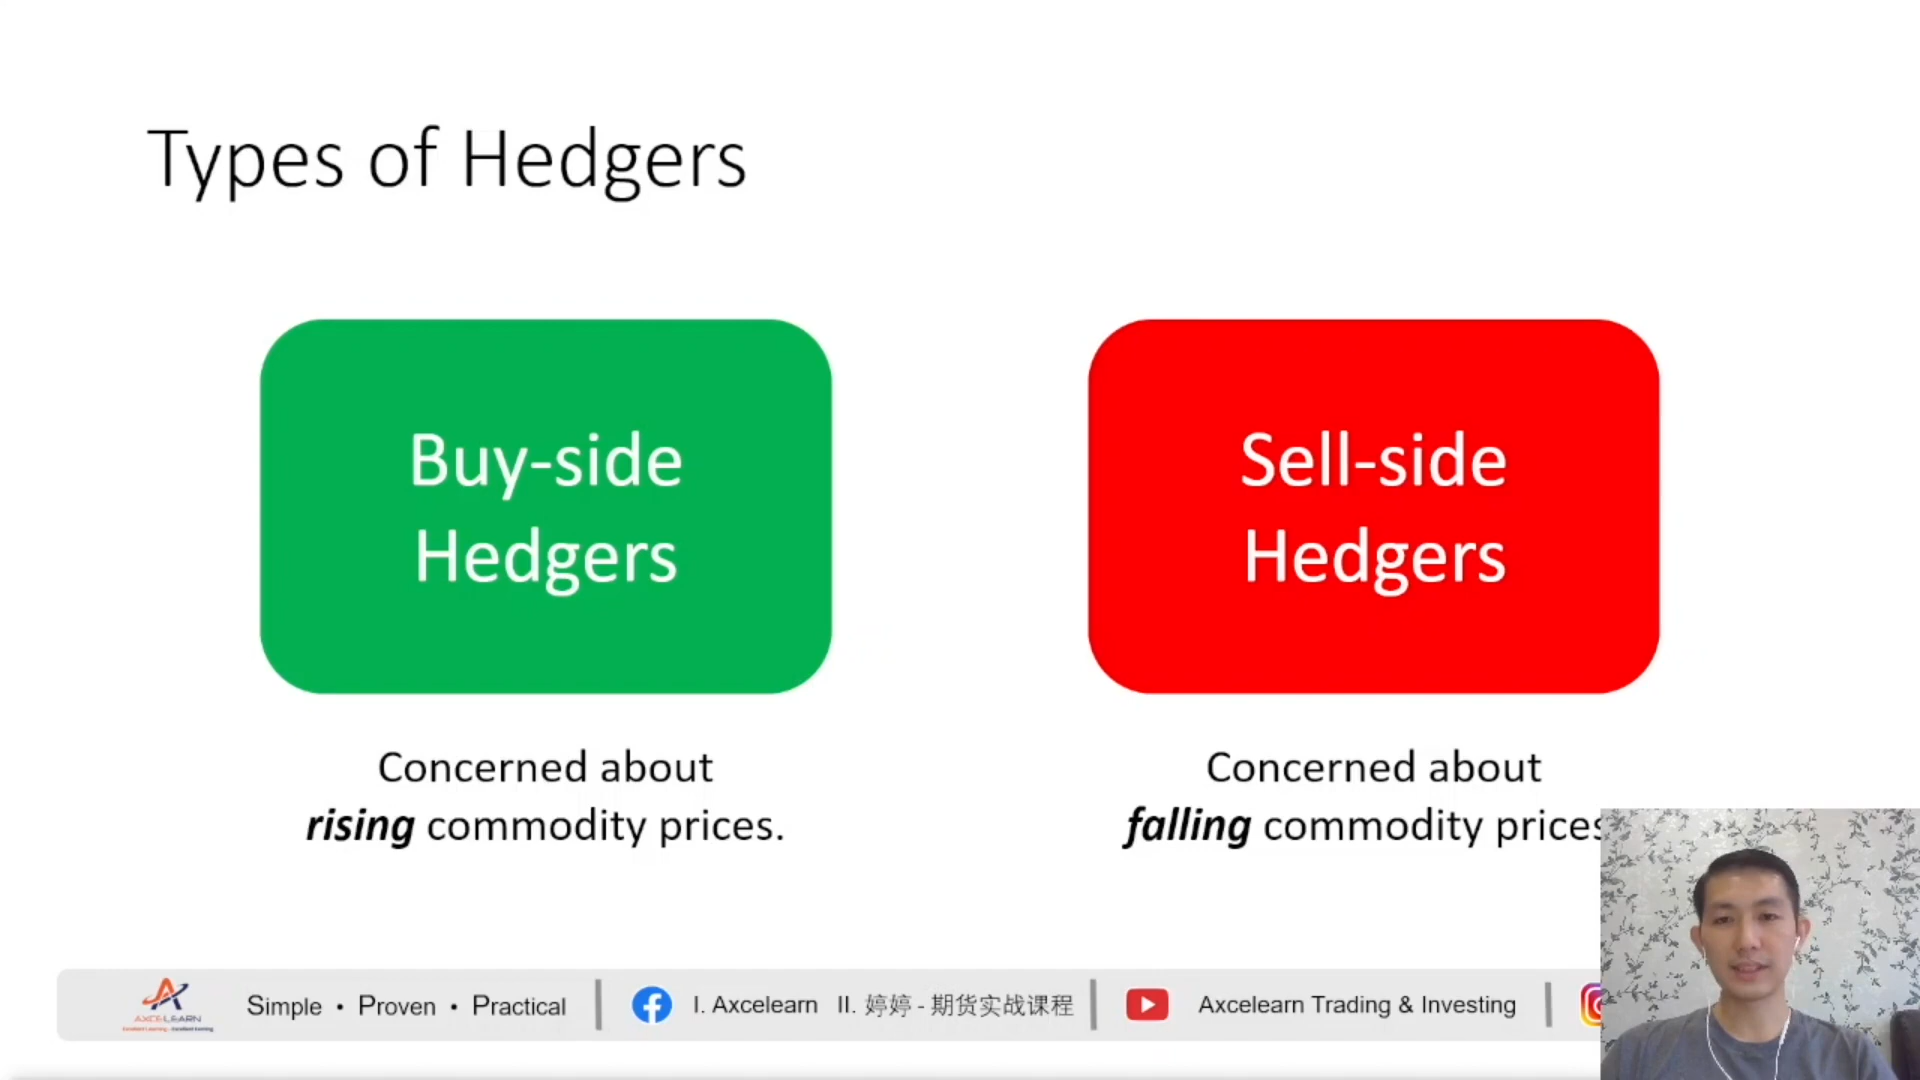 Types of Hedgers
Buy-side
Hedgers
Sell-side
Hedgers
Concerned about
rising commodity prices.
Concerned about
falling commodity prices
AXCELEARN
Simple • Proven • Practical
I. Axcelearn II. 婷婷 - 期货实战课程
Axcelearn Trading & Investing